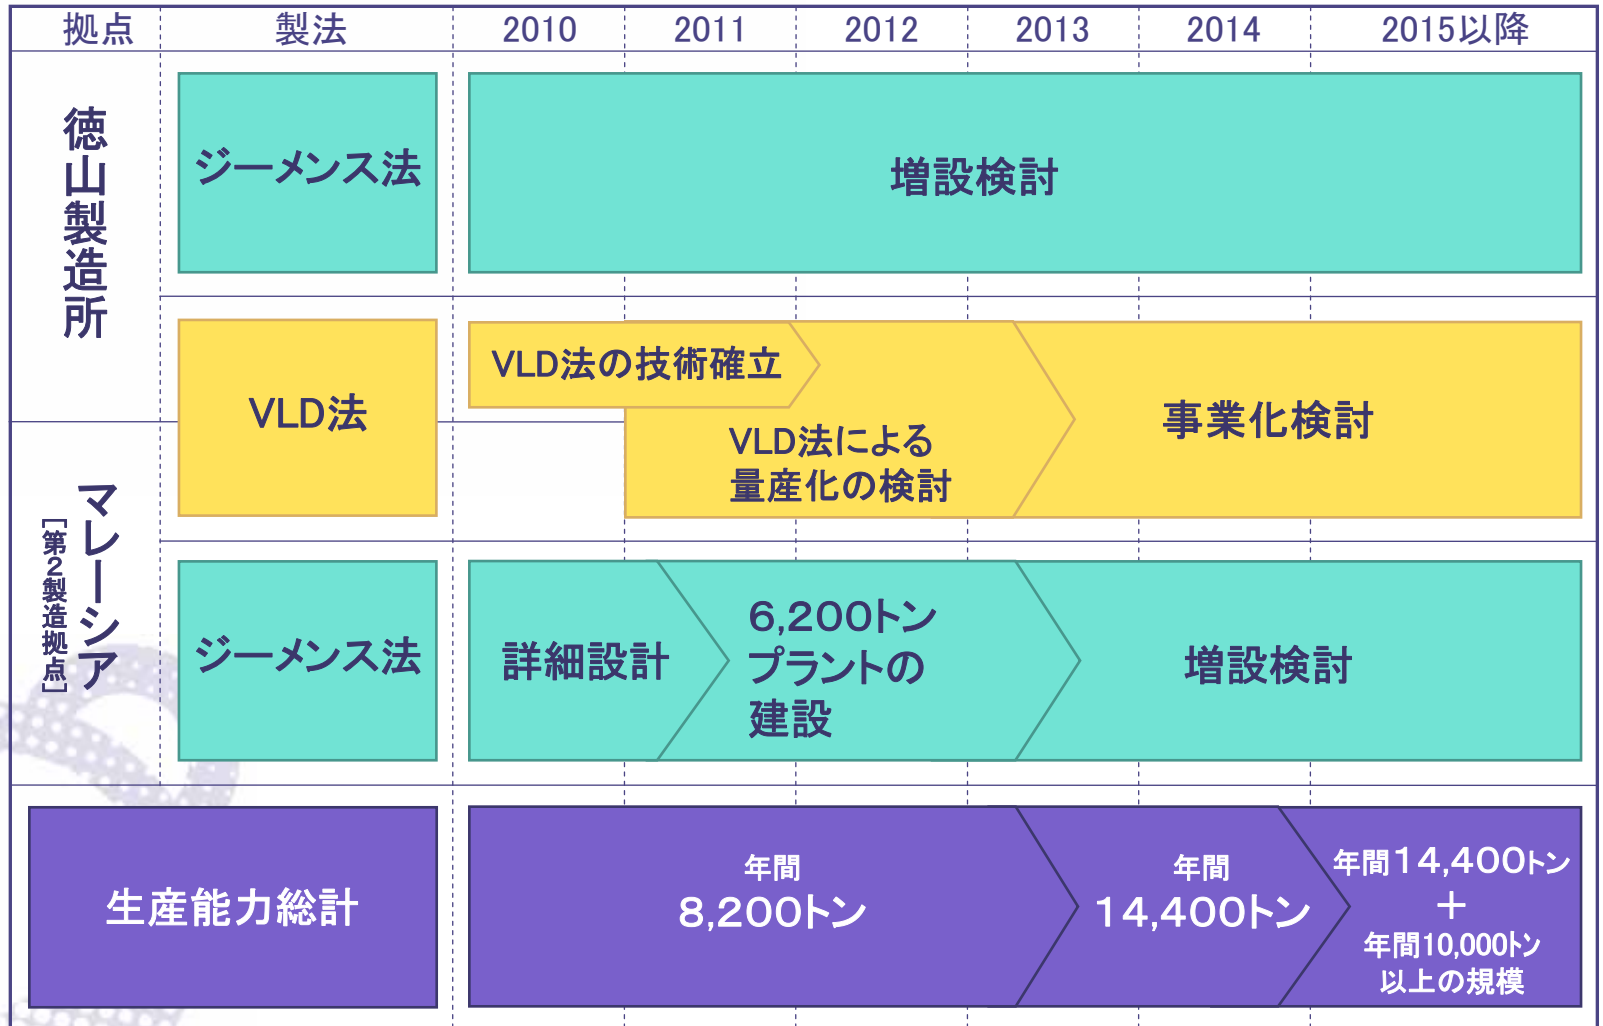 拠点 製法 2010 2011 2012 2013 2014 2015以降
徳山製造所
ジーメンス法
増設検討
VLD法
VLD法の技術確立
VLD法による
量産化の検討
事業化検討
マレーシア
[第2製造拠点]
ジーメンス法
詳細設計
6,200トン
プラントの
建設
増設検討
生産能力総計
年間
8,200トン
年間
14,400トン
年間14,400トン
+
年間10,000トン
以上の規模